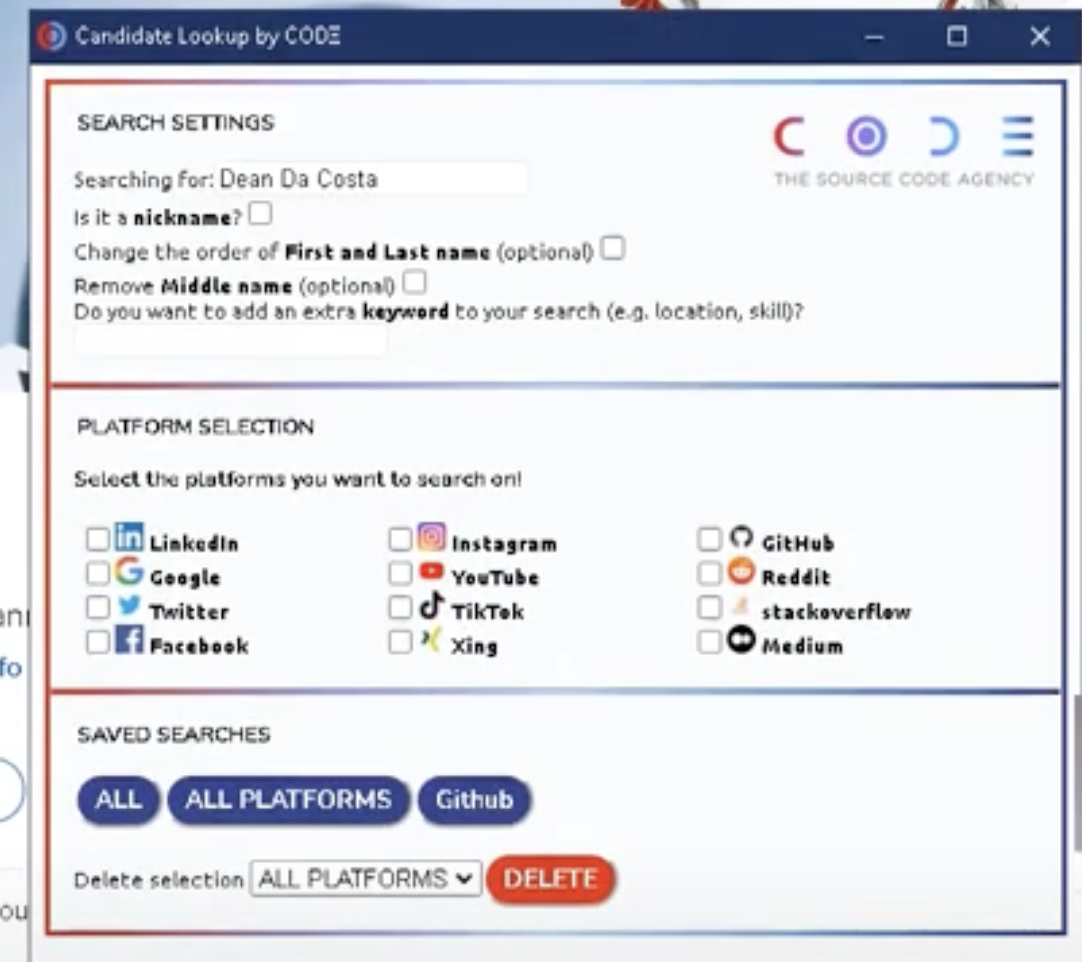 Candidate Lookup by CODE
SEARCH SETTINGS
C O D E
THE SOURCE CODE AGENCY
Searching for: Dean Da Costa
Is it a nickname?
Change the order of First and Last name (optional)
Remove Middle name (optional)
Do you want to add an extra keyword to your search (e.g. location, skill)?
PLATFORM SELECTION
Select the platforms you want to search on!
LinkedIn Instagram GitHub
Google YouTube Reddit
Twitter TikTok stackoverflow
Facebook Xing Medium
SAVED SEARCHES
ALL ALL PLATFORMS Github
Delete selection ALL PLATFORMS DELETE